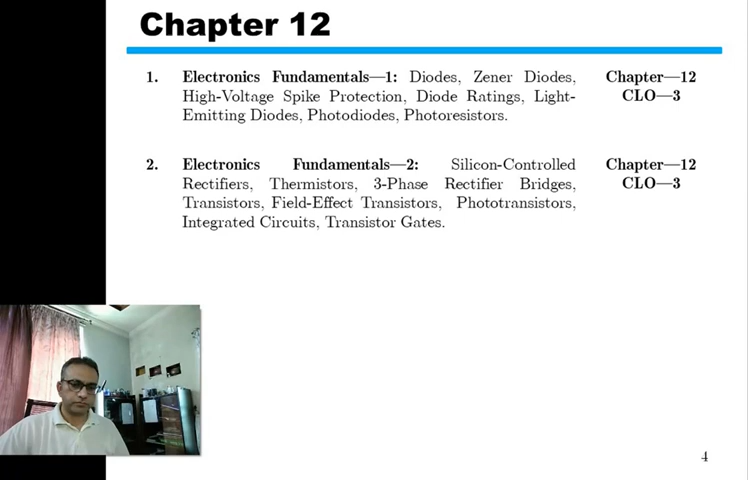 Chapter 12
1. Electronics Fundamentals—1: Diodes, Zener Diodes, Chapter—12
High-Voltage Spike Protection, Diode Ratings, Light- CLO—3
Emitting Diodes, Photodiodes, Photoresistors.
2. Electronics Fundamentals—2: Silicon-Controlled Chapter—12
Rectifiers, Thermistors, 3-Phase Rectifier Bridges, CLO—3
Transistors, Field-Effect Transistors, Phototransistors,
Integrated Circuits, Transistor Gates.
4